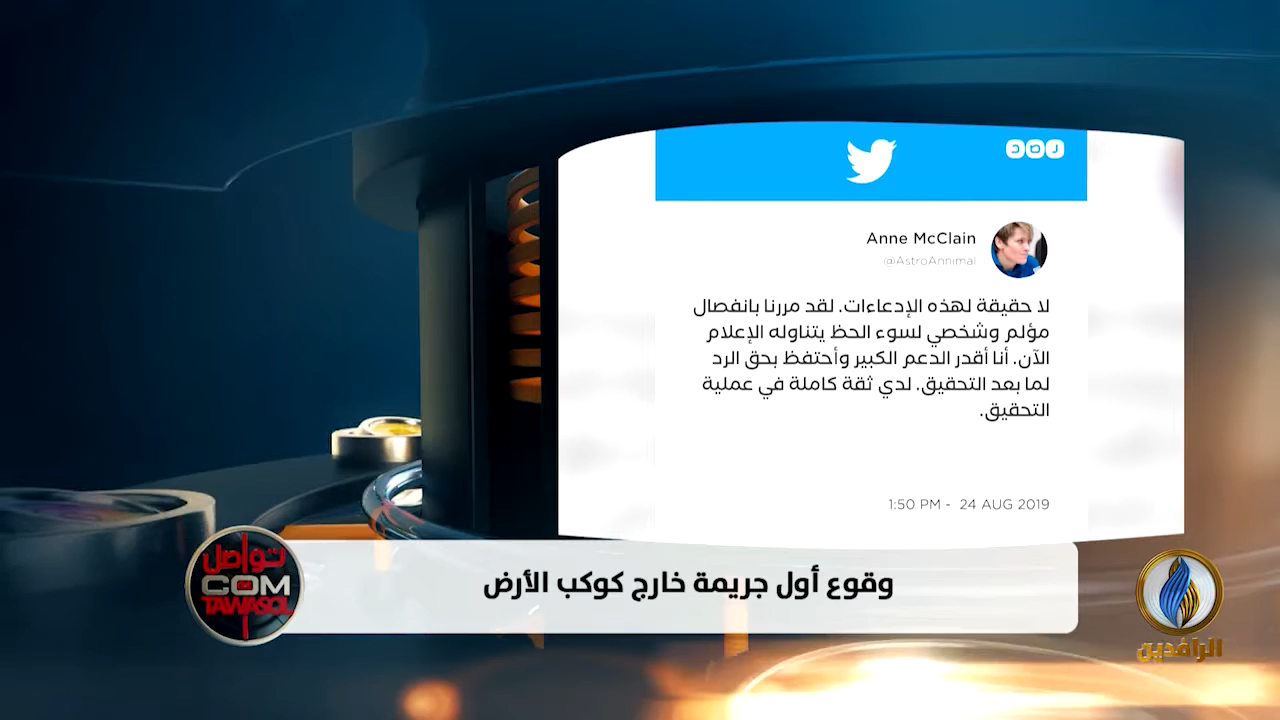 Anne McClain
@AstroAnnimal
لا حقيقة لهذه الإدعاءات. لقد مررنا بانفصال
مؤلم وشخصي لسوء الحظ يتناوله الإعلام
الآن. أنا أقدر الدعم الكبير وأحتفظ بحق الرد
لما بعد التحقيق. لدي ثقة كاملة في عملية
التحقيق.
1:50 PM - 24 AUG 2019
وقوع أول جريمة خارج كوكب الأرض
تواصل
COM
TAWASOL
الرافدين